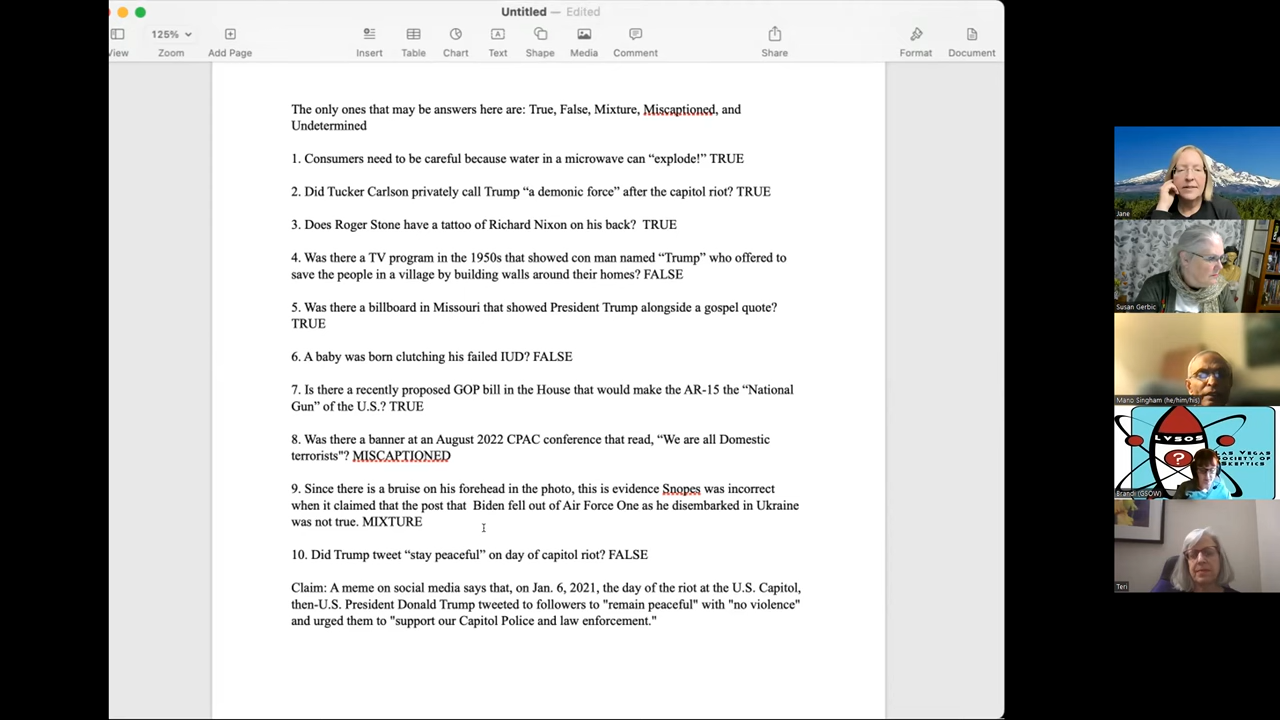 Untitled — Edited
125%
View
Zoom
Add Page
Insert
Table
Chart
Text
Shape
Media
Comment
Share
Format
Document
The only ones that may be answers here are: True, False, Mixture, Miscaptioned, and
Undetermined
1. Consumers need to be careful because water in a microwave can “explode!” TRUE
2. Did Tucker Carlson privately call Trump “a demonic force” after the capitol riot? TRUE
3. Does Roger Stone have a tattoo of Richard Nixon on his back?  TRUE
4. Was there a TV program in the 1950s that showed con man named “Trump” who offered to
save the people in a village by building walls around their homes? FALSE
5. Was there a billboard in Missouri that showed President Trump alongside a gospel quote?
TRUE
6. A baby was born clutching his failed IUD? FALSE
7. Is there a recently proposed GOP bill in the House that would make the AR-15 the “National
Gun” of the U.S.? TRUE
8. Was there a banner at an August 2022 CPAC conference that read, “We are all Domestic
terrorists"? MISCAPTIONED
9. Since there is a bruise on his forehead in the photo, this is evidence Snopes was incorrect
when it claimed that the post that  Biden fell out of Air Force One as he disembarked in Ukraine
was not true. MIXTURE
10. Did Trump tweet “stay peaceful” on day of capitol riot? FALSE
Claim: A meme on social media says that, on Jan. 6, 2021, the day of the riot at the U.S. Capitol,
then-U.S. President Donald Trump tweeted to followers to "remain peaceful" with "no violence"
and urged them to "support our Capitol Police and law enforcement."
Jane
Susan Gerbic
Mano Singham (he/him/his)
LVSOS
?
LAS VEGAS
SOCIETY OF
SKEPTICS
Brandi (GSOW)
Teri